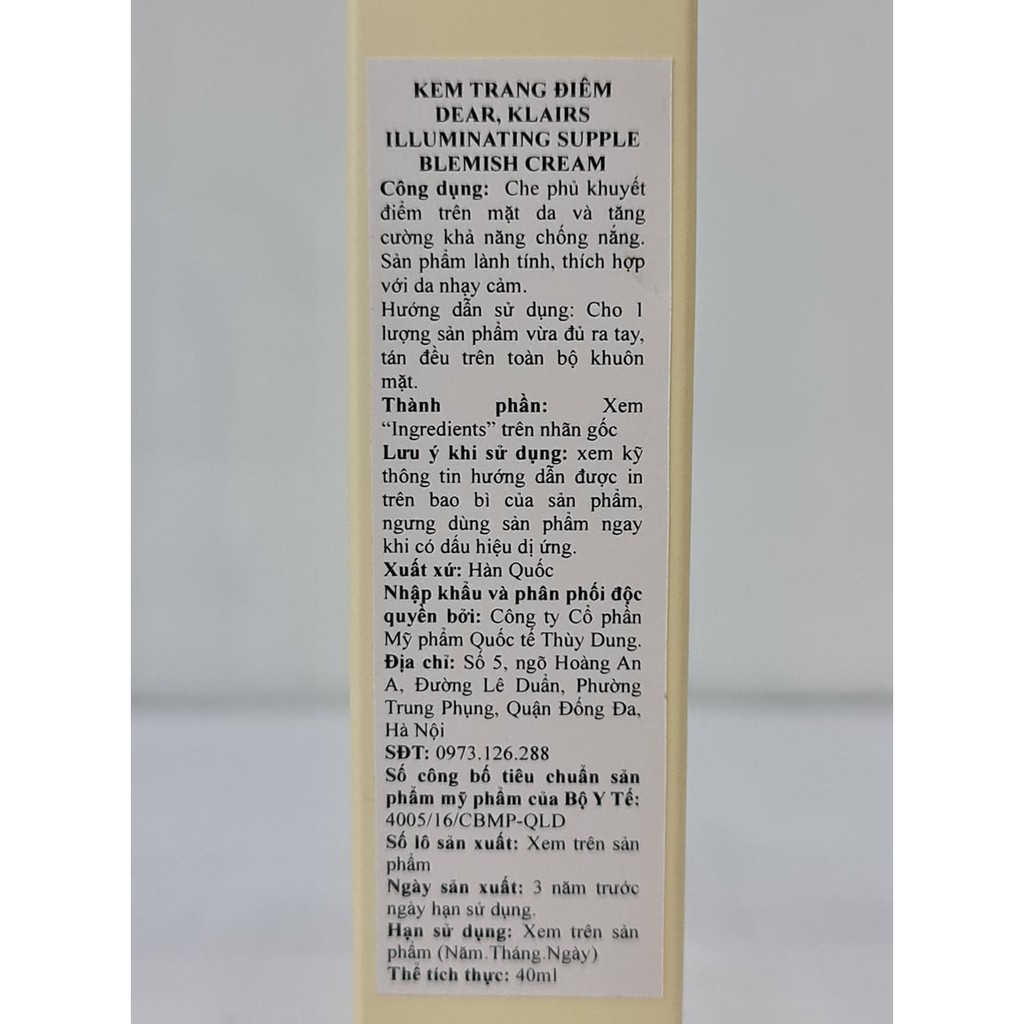 KEM TRANG ĐIỂM
DEAR, KLAIRS
ILLUMINATING SUPPLE
BLEMISH CREAM
Công dụng: Che phủ khuyết
điểm trên mặt da và tăng
cường khả năng chống nắng.
Sản phẩm lành tính, thích hợp
với da nhạy cảm.
Hướng dẫn sử dụng: Cho 1
lượng sản phẩm vừa đủ ra tay,
tán đều trên toàn bộ khuôn
mặt.
Thành phần: Xem
“Ingredients” trên nhãn gốc
Lưu ý khi sử dụng: xem kỹ
thông tin hướng dẫn được in
trên bao bì của sản phẩm,
ngưng dùng sản phẩm ngay
khi có dấu hiệu dị ứng.
Xuất xứ: Hàn Quốc
Nhập khẩu và phân phối độc
quyền bởi: Công ty Cổ phần
Mỹ phẩm Quốc tế Thùy Dung.
Địa chỉ: Số 5, ngõ Hoàng An
A, Đường Lê Duẩn, Phường
Trung Phụng, Quận Đống Đa,
Hà Nội
SĐT: 0973.126.288
Số công bố tiêu chuẩn sản
phẩm mỹ phẩm của Bộ Y Tế:
4005/16/CBMP-QLD
Số lô sản xuất: Xem trên sản
phẩm
Ngày sản xuất: 3 năm trước
ngày hạn sử dụng.
Hạn sử dụng: Xem trên sản
phẩm (Năm.Tháng.Ngày)
Thể tích thực: 40ml